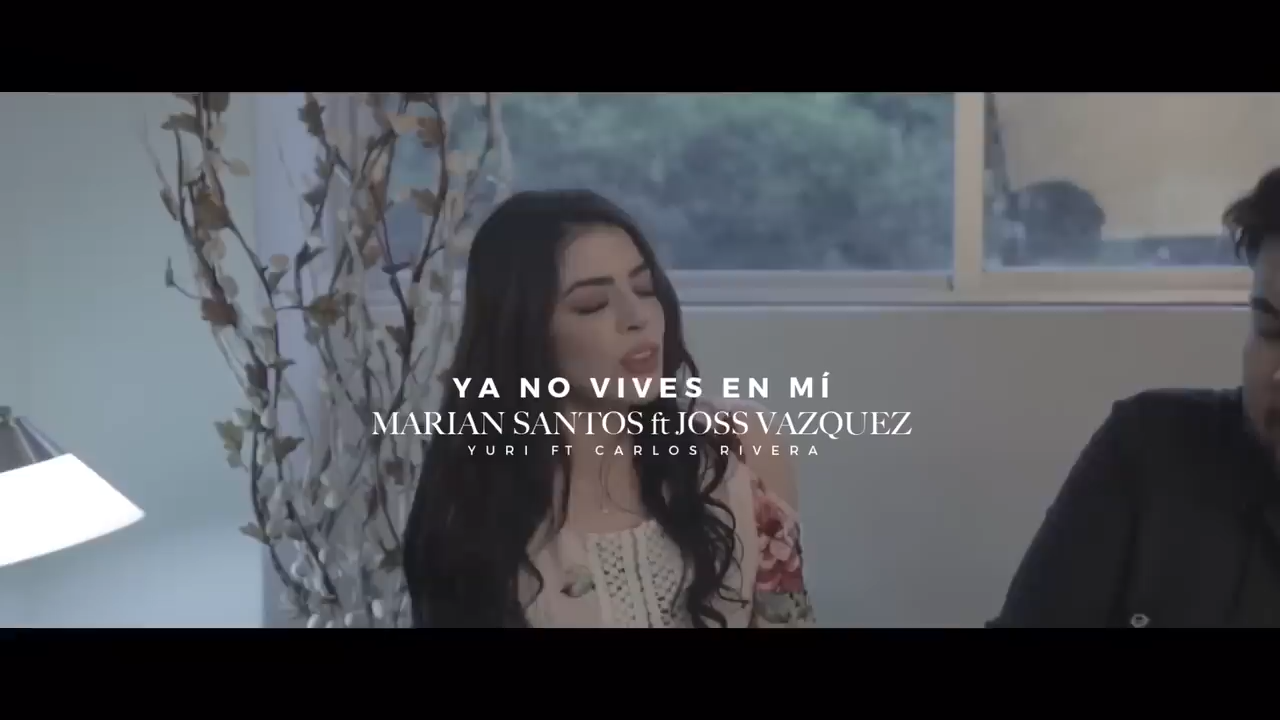 YA NO VIVES EN MÍ
MARIAN SANTOS ft JOSS VAZQUEZ
YURI FT CARLOS RIVERA